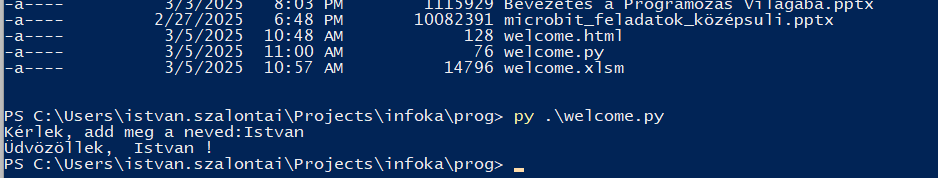 -a---- 3/3/2025 8:03 PM 1115929 Bevezetés a Programozás Világába.pptx
-a---- 2/27/2025 6:48 PM 10082391 microbit_feladatok_középsuli.pptx
-a---- 3/5/2025 10:48 AM 128 welcome.html
-a---- 3/5/2025 11:00 AM 76 welcome.py
-a---- 3/5/2025 10:57 AM 14796 welcome.xlsm
PS C:\Users\istvan.szalontai\Projects\infoka\prog> py .\welcome.py
Kérlek, add meg a neved:Istvan
Üdvözöllek,  Istvan !
PS C:\Users\istvan.szalontai\Projects\infoka\prog> _